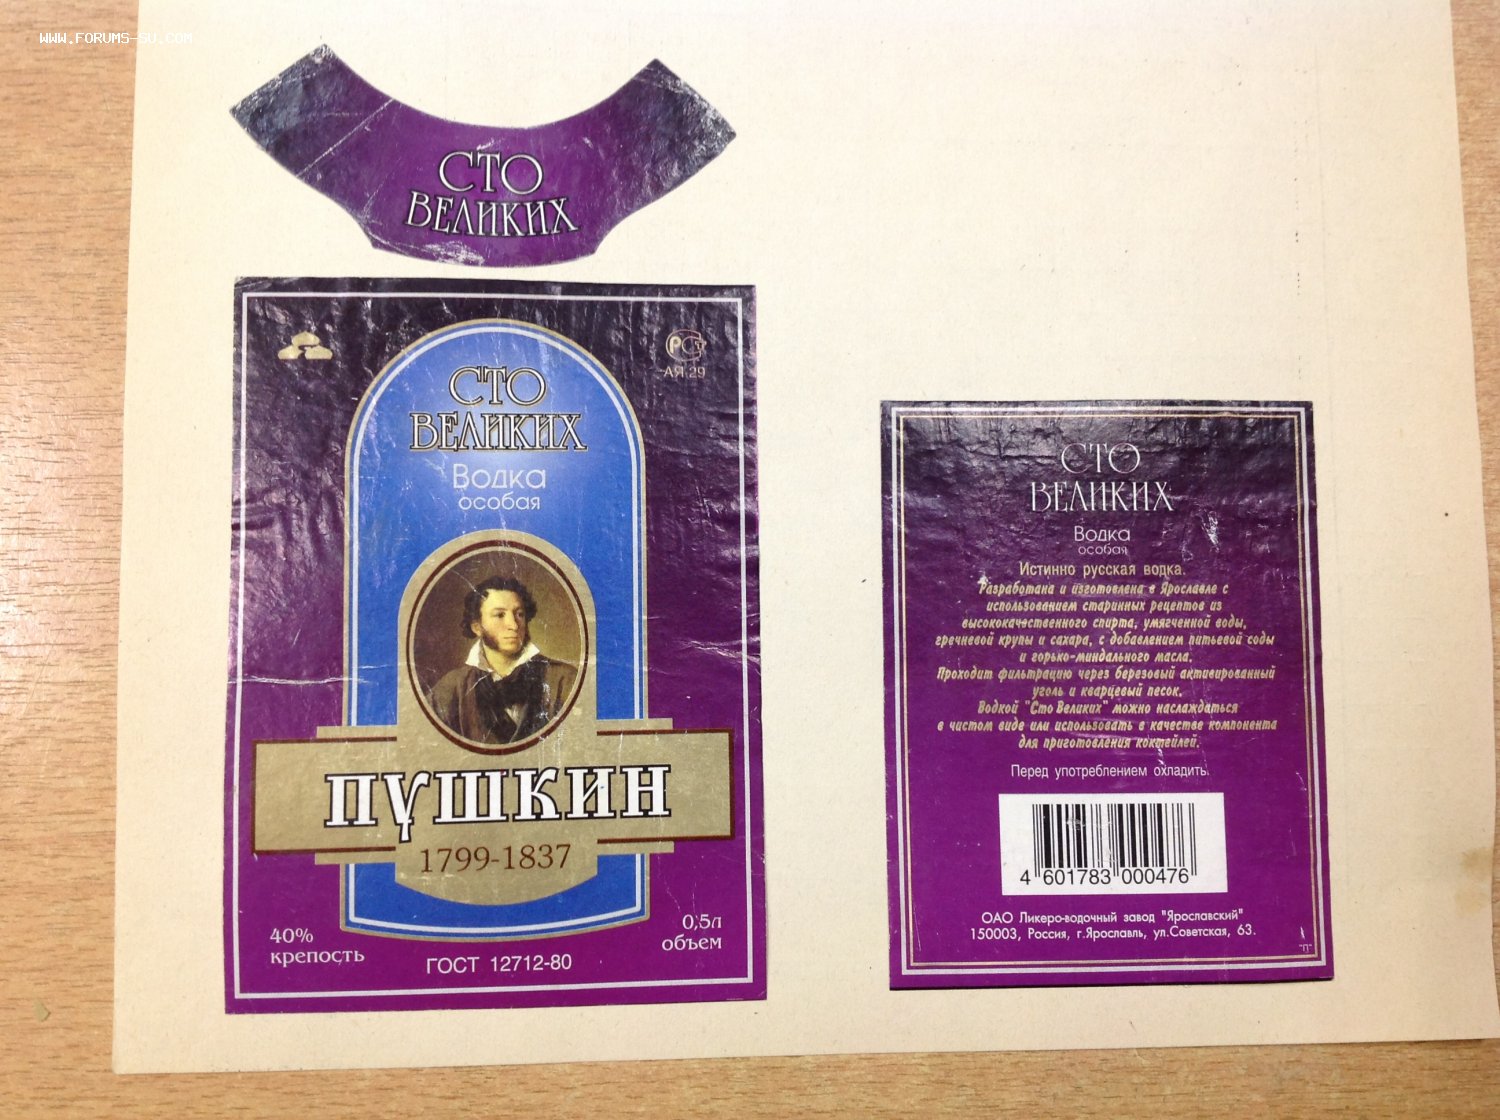 WWW.FORUMS-SU.COM
СТО
ВЕЛИКИХ
РСТ
АЯ 29
СТО
ВЕЛИКИХ
Водка
особая
ПУШКИН
1799-1837
40%
крепость
0,5л
объем
ГОСТ 12712-80
СТО
ВЕЛИКИХ
Водка
особая
Истинно русская водка.
Разработана и изготовлена в Ярославле с
использованием старинных рецептов из
высококачественного спирта, умягченной воды,
гречневой крупы и сахара, с добавлением питьевой соды
и горько-миндального масла.
Проходит фильтрацию через березовый активированный
уголь и кварцевый песок.
Водкой "Сто Великих" можно наслаждаться
в чистом виде или использовать в качестве компонента
для приготовления коктейлей.
Перед употреблением охладить.
4 601783 000476
ОАО Ликеро-водочный завод "Ярославский"
150003, Россия, г.Ярославль, ул.Советская, 63.
"П"